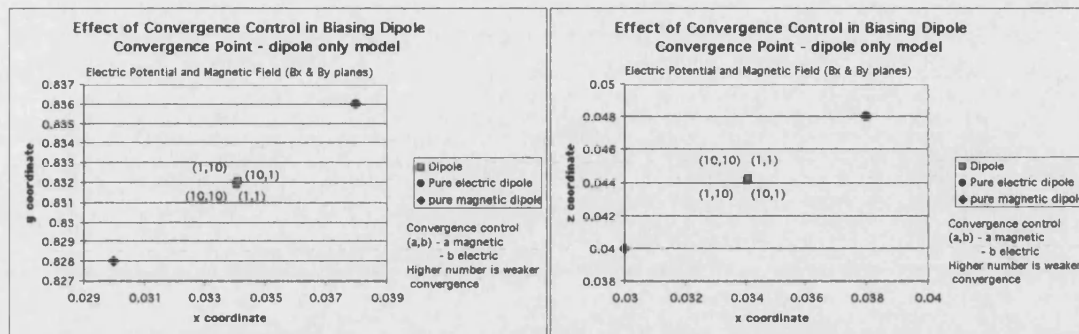 Effect of Convergence Control in Biasing Dipole
Convergence Point - dipole only model
Electric Potential and Magnetic Field (Bx & By planes)
y coordinate
0.837
0.836
0.835
0.834
0.833
0.832
0.831
0.83
0.829
0.828
0.827
(1,10)
(10,1)
(10,10) (1,1)
0.029 0.031 0.033 0.035 0.037 0.039
x coordinate
Dipole
Pure electric dipole
pure magnetic dipole
Convergence control
(a,b) - a magnetic
- b electric
Higher number is weaker
convergence
Effect of Convergence Control in Biasing Dipole
Convergence Point - dipole only model
Electric Potential and Magnetic Field (Bx & By planes)
z coordinate
0.05
0.048
0.046
0.044
0.042
0.04
0.038
(10,10) (1,1)
(1,10) (10,1)
0.03 0.032 0.034 0.036 0.038 0.04
x coordinate
Dipole
Pure electric dipole
pure magnetic dipole
Convergence control
(a,b) - a magnetic
- b electric
Higher number is weaker
convergence